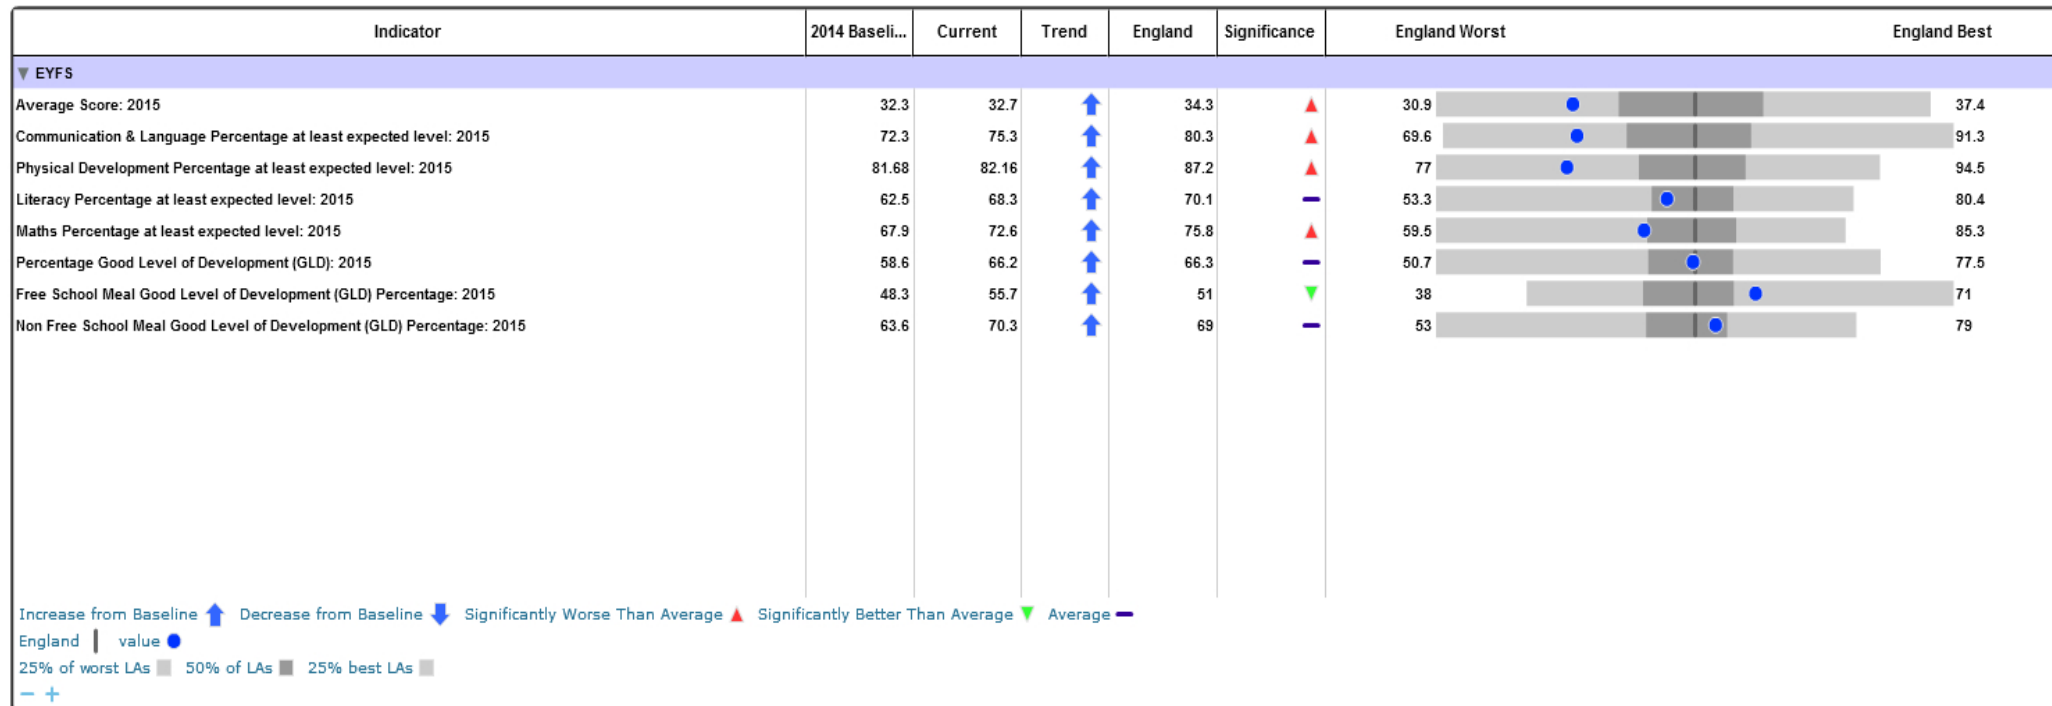 Indicator 2014 Baseli... Current Trend England Significance England Worst England Best
EYFS
Average Score: 2015 32.3 32.7 34.3 30.9 37.4
Communication & Language Percentage at least expected level: 2015 72.3 75.3 80.3 69.6 91.3
Physical Development Percentage at least expected level: 2015 81.68 82.16 87.2 77 94.5
Literacy Percentage at least expected level: 2015 62.5 68.3 70.1 53.3 80.4
Maths Percentage at least expected level: 2015 67.9 72.6 75.8 59.5 85.3
Percentage Good Level of Development (GLD): 2015 58.6 66.2 66.3 50.7 77.5
Free School Meal Good Level of Development (GLD) Percentage: 2015 48.3 55.7 51 38 71
Non Free School Meal Good Level of Development (GLD) Percentage: 2015 63.6 70.3 69 53 79
Increase from Baseline Decrease from Baseline Significantly Worse Than Average Significantly Better Than Average Average
England value
25% of worst LAs 50% of LAs 25% best LAs
− +